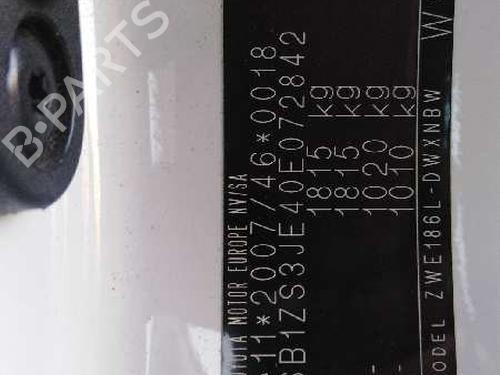 TOYOTA MOTOR EUROPE NV/SA
e11*2007/46*0018
SB1ZS3JE40E072842
1815 kg
1815 kg
1020 kg
1010 kg
MODEL ZWE186L-DWXNBW W
B-PARTS